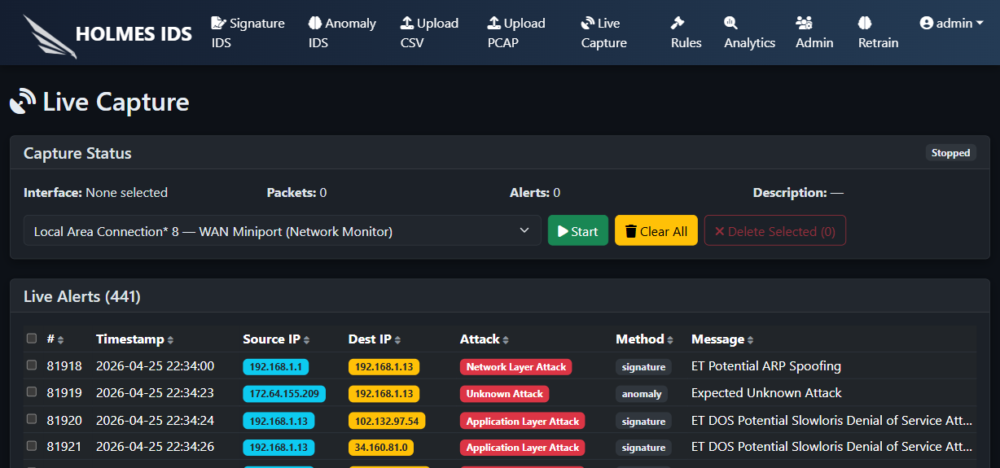 HOLMES IDS
Signature IDS
Anomaly IDS
Upload CSV
Upload PCAP
Live Capture
Rules
Analytics
Admin
Retrain
admin
Live Capture
Capture Status Stopped
Interface: None selected Packets: 0 Alerts: 0 Description: —
Local Area Connection* 8 — WAN Miniport (Network Monitor) Start Clear All Delete Selected (0)
Live Alerts (441)
# Timestamp Source IP Dest IP Attack Method Message
81918 2026-04-25 22:34:00 192.168.1.1 192.168.1.13 Network Layer Attack signature ET Potential ARP Spoofing
81919 2026-04-25 22:34:23 172.64.155.209 192.168.1.13 Unknown Attack anomaly Expected Unknown Attack
81920 2026-04-25 22:34:24 192.168.1.13 102.132.97.54 Application Layer Attack signature ET DOS Potential Slowloris Denial of Service Att...
81921 2026-04-25 22:34:26 192.168.1.13 34.160.81.0 Application Layer Attack signature ET DOS Potential Slowloris Denial of Service Att...